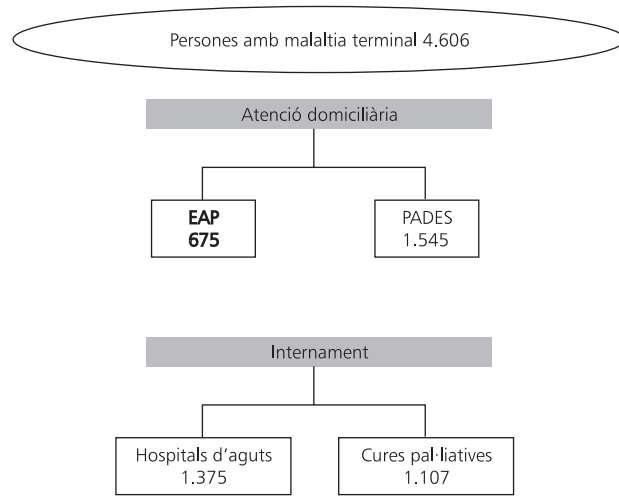 Persones amb malaltia terminal 4.606
Atenció domiciliària
EAP
675
PADES
1.545
Internament
Hospitals d'aguts
1.375
Cures pal·liatives
1.107